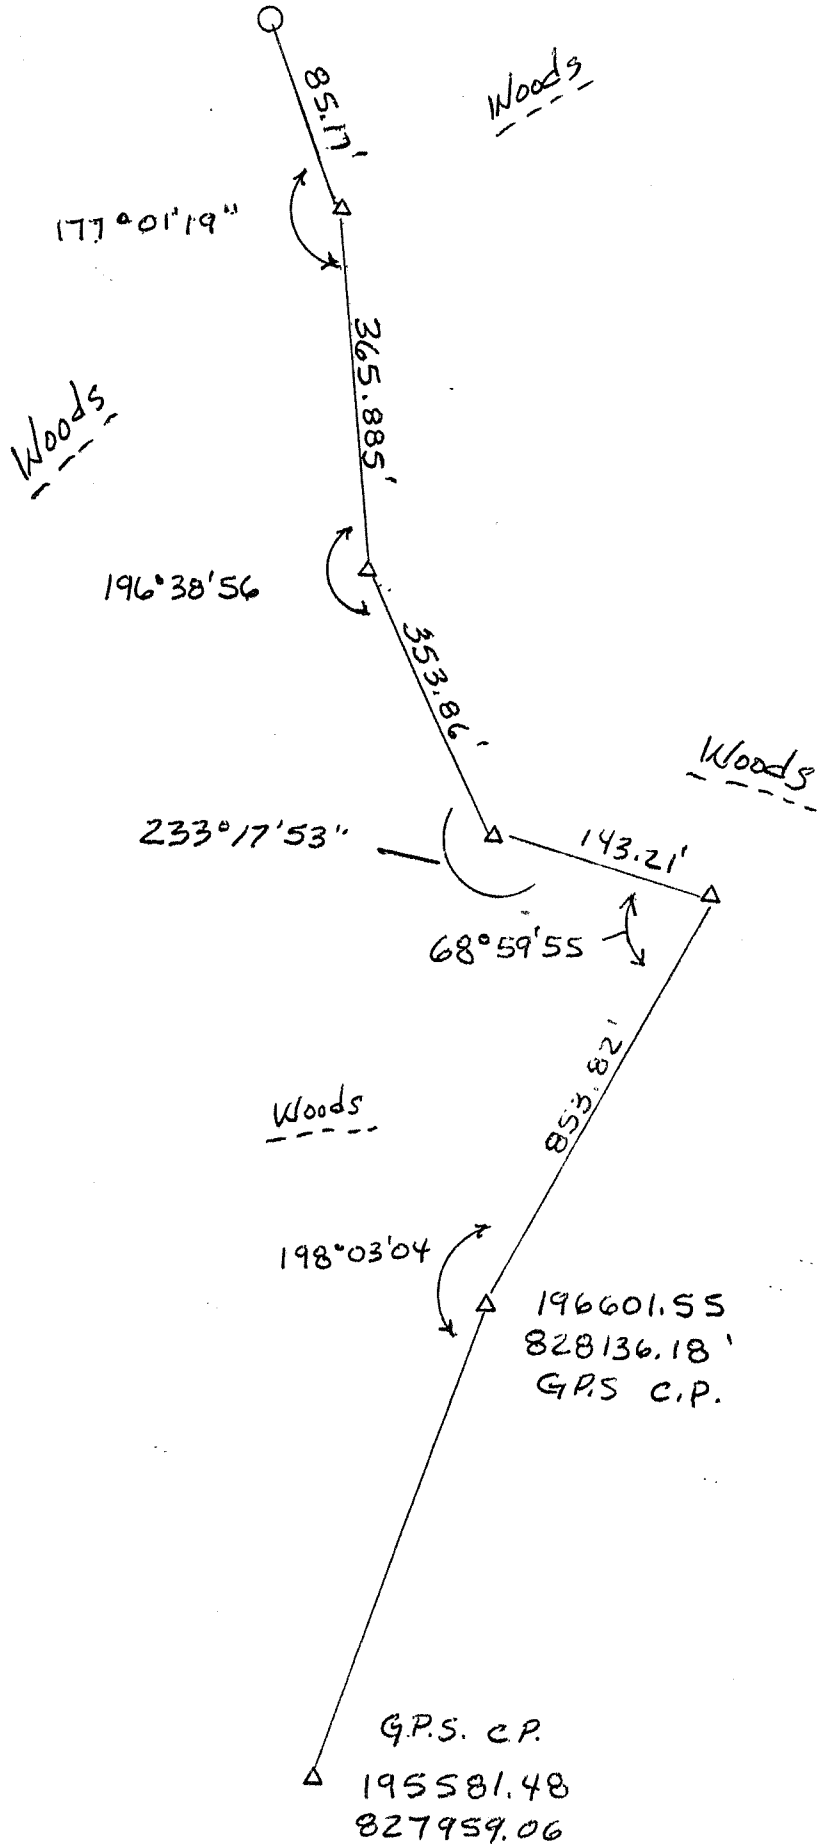 Woods
85.17'
177°01'19"
365.885'
Woods
196°38'56
353.86'
Woods
233°17'53"
143.21'
68°59'55
853.82'
Woods
198°03'04
196601.55
828136.18'
G.P.S C.P.
G.P.S. C.P.
195581.48
827959.06